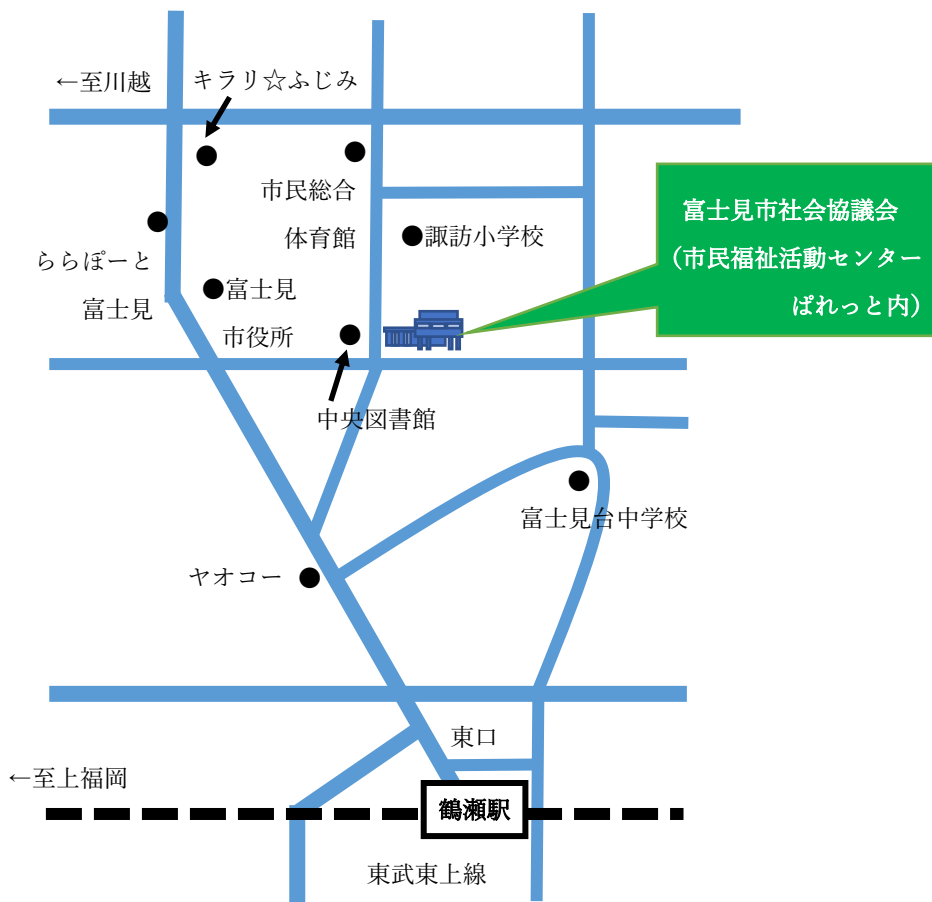 ←至川越
キラリ☆ふじみ
市民総合
体育館
諏訪小学校
富士見市社会協議会
（市民福祉活動センター
ぱれっと内）
ららぽーと
富士見
富士見
市役所
中央図書館
富士見台中学校
ヤオコー
東口
←至上福岡
鶴瀬駅
東武東上線